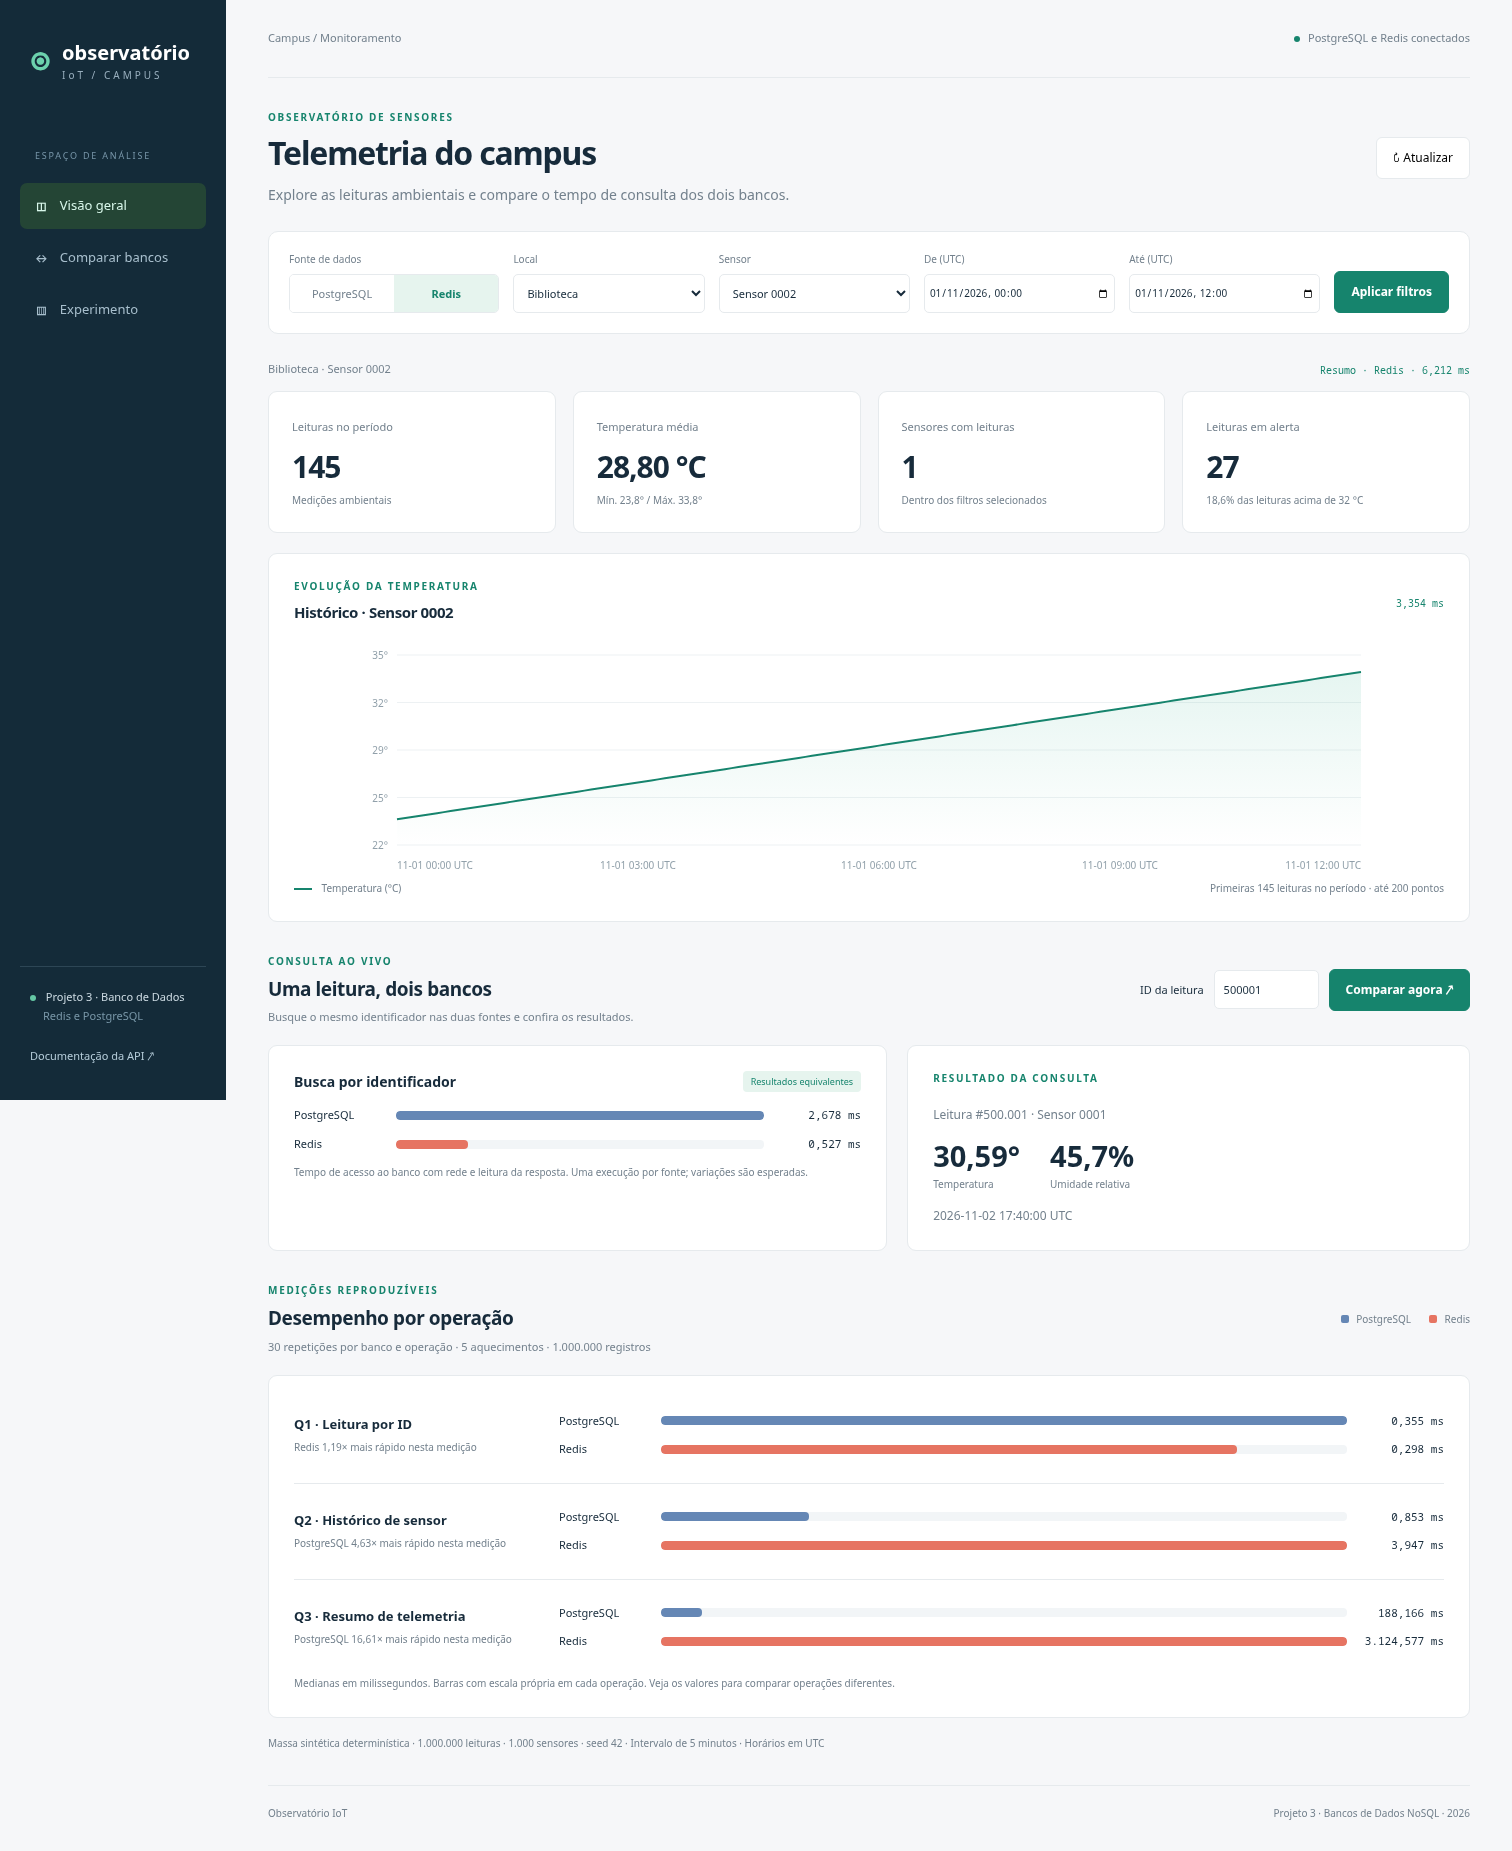 observatório
IoT / CAMPUS
ESPAÇO DE ANÁLISE
Visão geral
Comparar bancos
Experimento
Projeto 3 · Banco de Dados
Redis e PostgreSQL
Documentação da API ↗
Campus / Monitoramento
PostgreSQL e Redis conectados
OBSERVATÓRIO DE SENSORES
Telemetria do campus
↻ Atualizar
Explore as leituras ambientais e compare o tempo de consulta dos dois bancos.
Fonte de dados
PostgreSQL Redis
Local
Biblioteca
Sensor
Sensor 0002
De (UTC)
01/11/2026, 00:00
Até (UTC)
01/11/2026, 12:00
Aplicar filtros
Biblioteca · Sensor 0002
Resumo · Redis · 6,212 ms
Leituras no período
145
Medições ambientais
Temperatura média
28,80 °C
Mín. 23,8° / Máx. 33,8°
Sensores com leituras
1
Dentro dos filtros selecionados
Leituras em alerta
27
18,6% das leituras acima de 32 °C
EVOLUÇÃO DA TEMPERATURA
Histórico · Sensor 0002
3,354 ms
35°
32°
29°
25°
22°
11-01 00:00 UTC 11-01 03:00 UTC 11-01 06:00 UTC 11-01 09:00 UTC 11-01 12:00 UTC
Temperatura (°C)
Primeiras 145 leituras no período · até 200 pontos
CONSULTA AO VIVO
Uma leitura, dois bancos
Busque o mesmo identificador nas duas fontes e confira os resultados.
ID da leitura
500001
Comparar agora ↗
Busca por identificador
Resultados equivalentes
PostgreSQL 2,678 ms
Redis 0,527 ms
Tempo de acesso ao banco com rede e leitura da resposta. Uma execução por fonte; variações são esperadas.
RESULTADO DA CONSULTA
Leitura #500.001 · Sensor 0001
30,59° 45,7%
Temperatura Umidade relativa
2026-11-02 17:40:00 UTC
MEDIÇÕES REPRODUZÍVEIS
Desempenho por operação
PostgreSQL Redis
30 repetições por banco e operação · 5 aquecimentos · 1.000.000 registros
Q1 · Leitura por ID
Redis 1,19× mais rápido nesta medição
PostgreSQL 0,355 ms
Redis 0,298 ms
Q2 · Histórico de sensor
PostgreSQL 4,63× mais rápido nesta medição
PostgreSQL 0,853 ms
Redis 3,947 ms
Q3 · Resumo de telemetria
PostgreSQL 16,61× mais rápido nesta medição
PostgreSQL 188,166 ms
Redis 3.124,577 ms
Medianas em milissegundos. Barras com escala própria em cada operação. Veja os valores para comparar operações diferentes.
Massa sintética determinística · 1.000.000 leituras · 1.000 sensores · seed 42 · Intervalo de 5 minutos · Horários em UTC
Observatório IoT
Projeto 3 · Bancos de Dados NoSQL · 2026